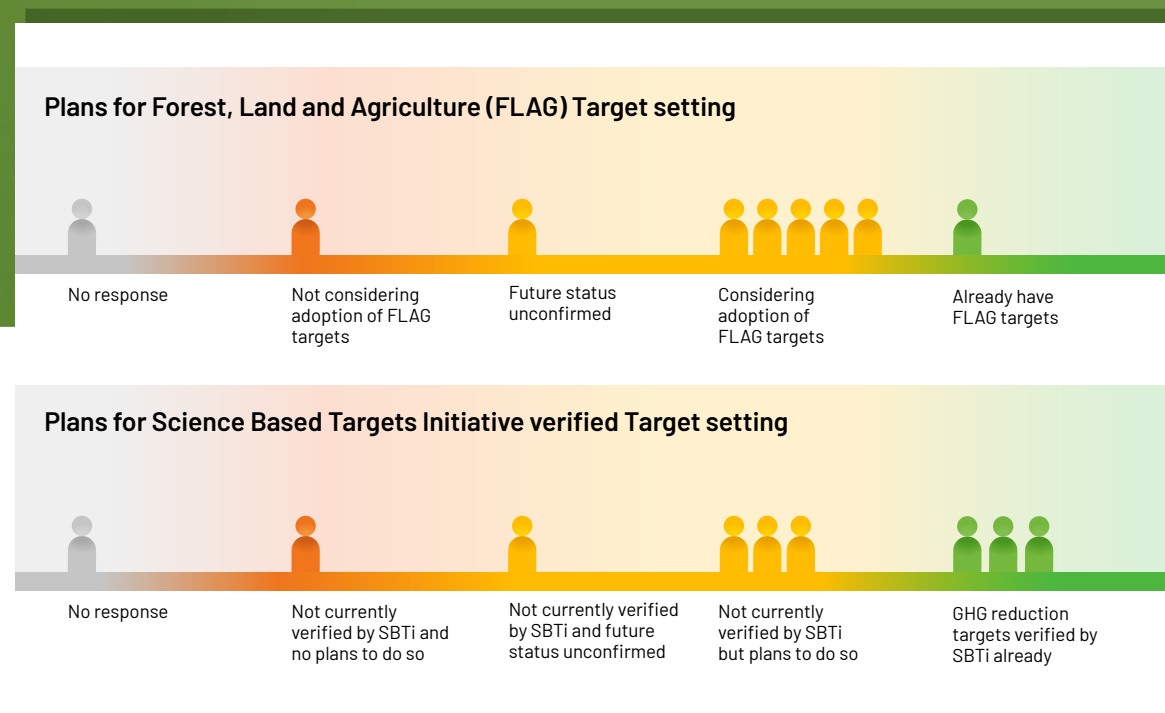 Plans for Forest, Land and Agriculture (FLAG) Target setting
No response
Not considering
adoption of FLAG
targets
Future status
unconfirmed
Considering
adoption of
FLAG targets
Already have
FLAG targets
Plans for Science Based Targets Initiative verified Target setting
No response
Not currently
verified by SBTi and
no plans to do so
Not currently verified
by SBTi and future
status unconfirmed
Not currently
verified by SBTi
but plans to do so
GHG reduction
targets verified by
SBTi already